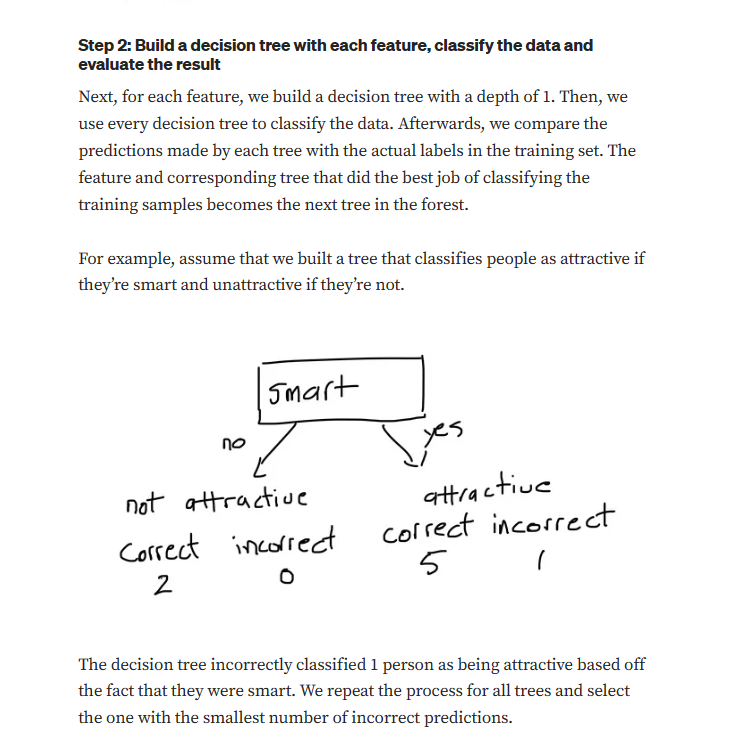 Step 2: Build a decision tree with each feature, classify the data and
evaluate the result
Next, for each feature, we build a decision tree with a depth of 1. Then, we
use every decision tree to classify the data. Afterwards, we compare the
predictions made by each tree with the actual labels in the training set. The
feature and corresponding tree that did the best job of classifying the
training samples becomes the next tree in the forest.
For example, assume that we built a tree that classifies people as attractive if
they're smart and unattractive if they're not.
smart
no yes
not attractive attractive
correct incorrect correct incorrect
2 0 5 1
The decision tree incorrectly classified 1 person as being attractive based off
the fact that they were smart. We repeat the process for all trees and select
the one with the smallest number of incorrect predictions.